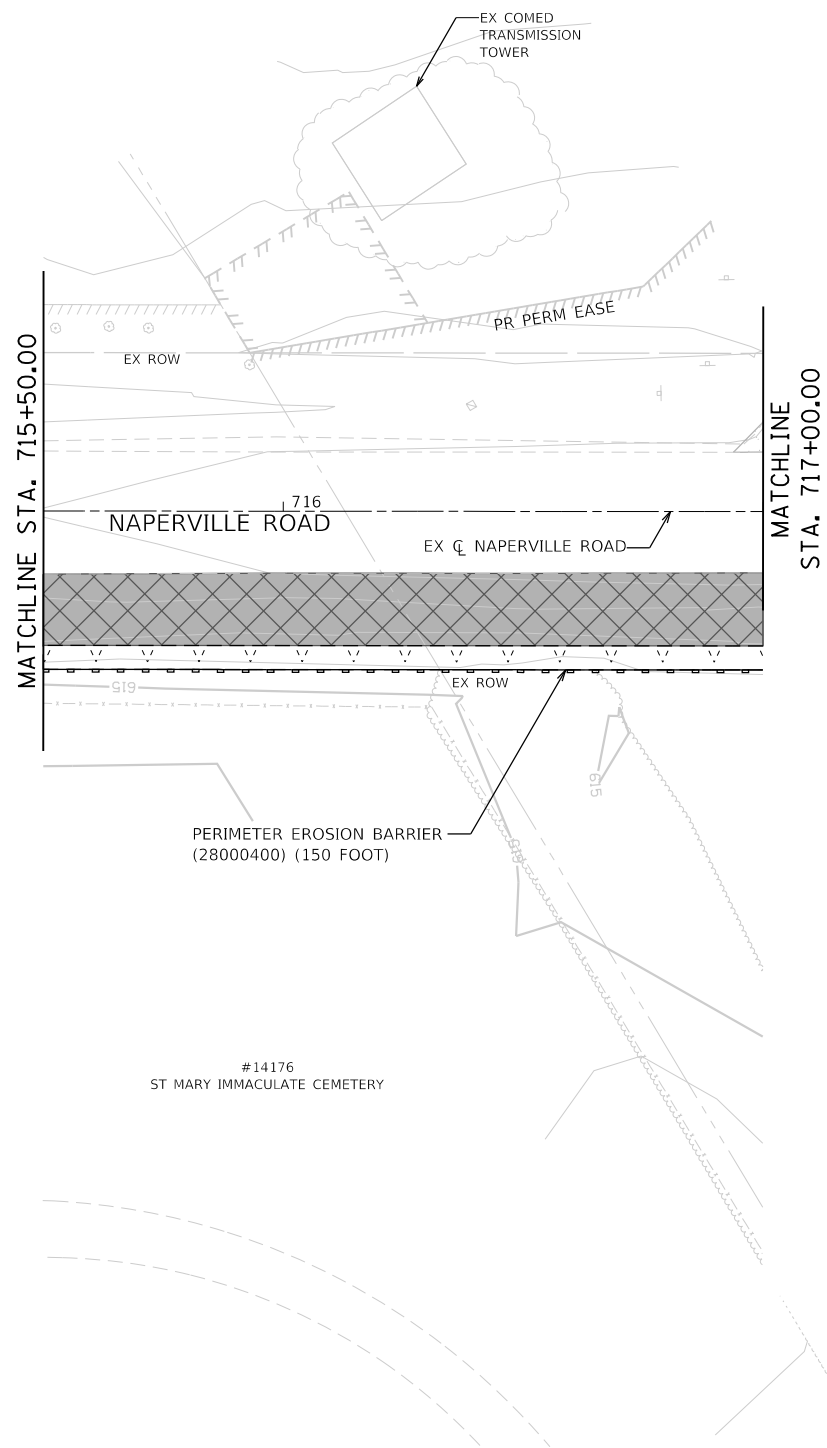 EX COMED
TRANSMISSION
TOWER
PR PERM EASE
EX ROW
MATCHLINE STA. 715+50.00
MATCHLINE
STA. 717+00.00
716
NAPERVILLE ROAD
EX ℄ NAPERVILLE ROAD
EX ROW
615
615
PERIMETER EROSION BARRIER
(28000400) (150 FOOT)
615
#14176
ST MARY IMMACULATE CEMETERY